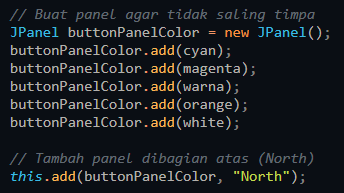 // Buat panel agar tidak saling timpa
JPanel buttonPanelColor = new JPanel();
buttonPanelColor.add(cyan);
buttonPanelColor.add(magenta);
buttonPanelColor.add(warna);
buttonPanelColor.add(orange);
buttonPanelColor.add(white);
// Tambah panel dibagian atas (North)
this.add(buttonPanelColor, "North");